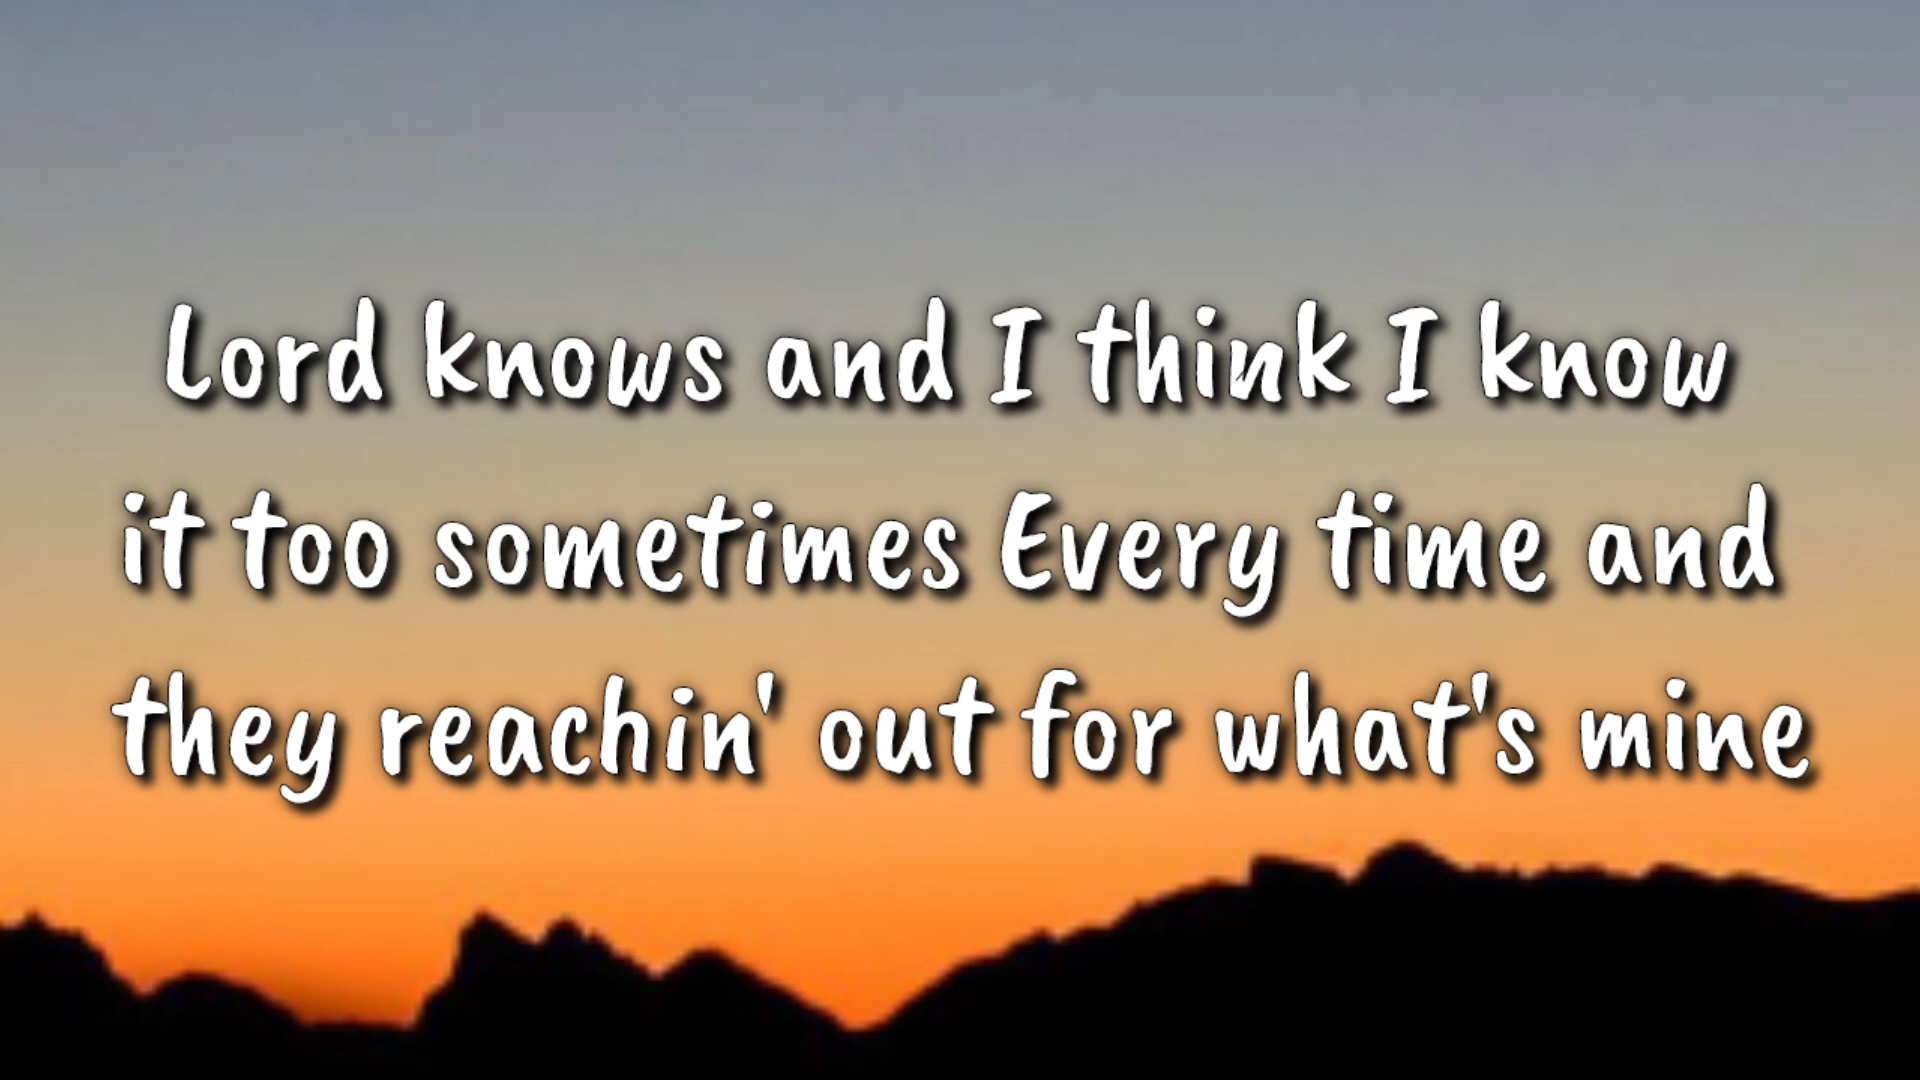 Lord knows and I think I know
it too sometimes Every time and
they reachin' out for what's mine